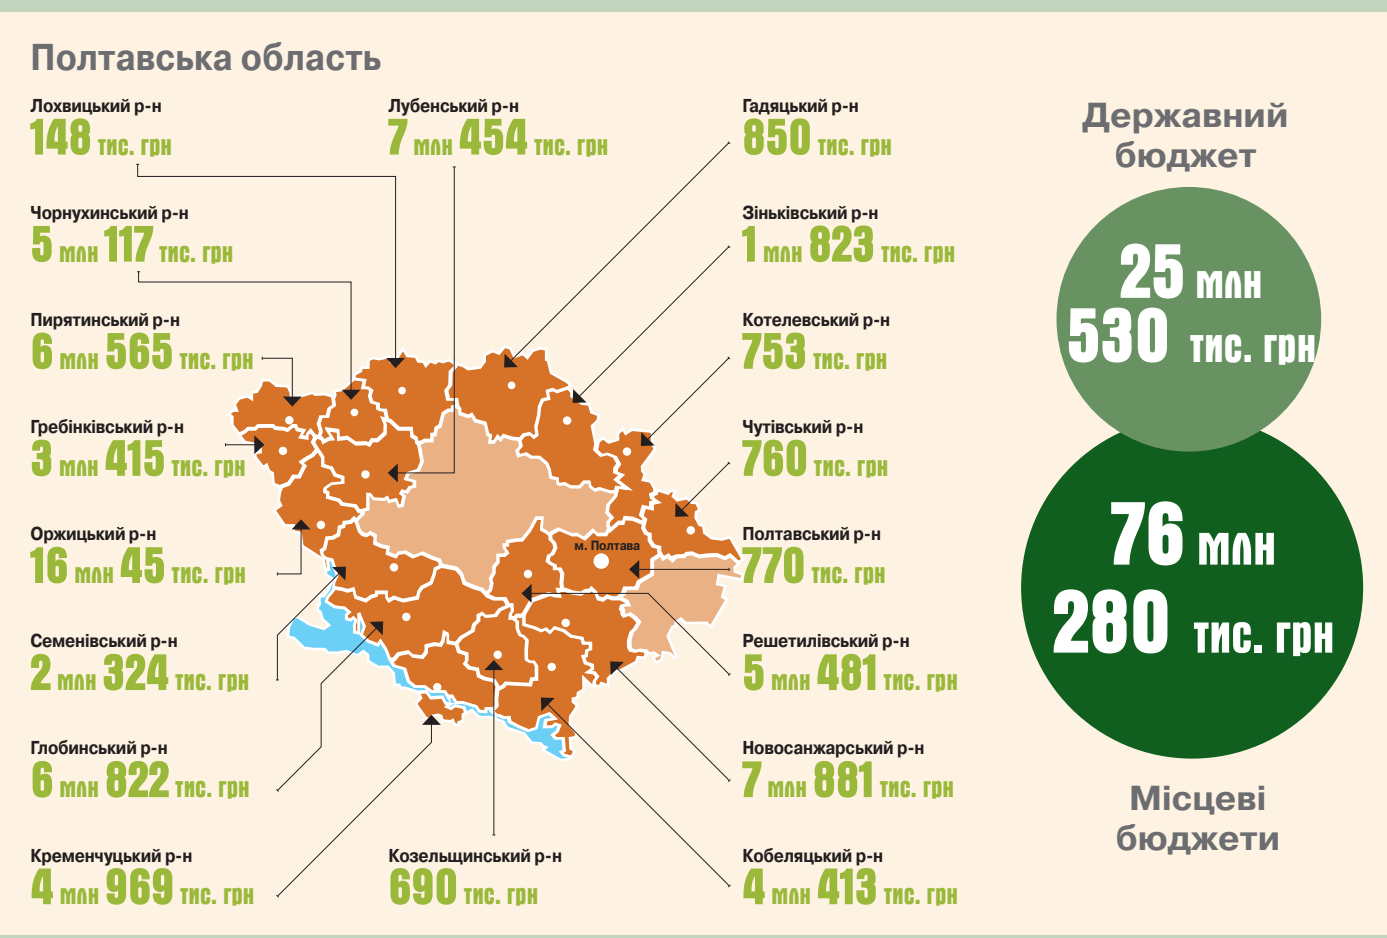 Полтавська область
Лохвицький р-н
148 тис. грн
Чорнухинський р-н
5 млн 117 тис. грн
Пирятинський р-н
6 млн 565 тис. грн
Гребінківський р-н
3 млн 415 тис. грн
Оржицький р-н
16 млн 45 тис. грн
Семенівський р-н
2 млн 324 тис. грн
Глобинський р-н
6 млн 822 тис. грн
Кременчуцький р-н
4 млн 969 тис. грн
Лубенський р-н
7 млн 454 тис. грн
м. Полтава
Козельщинський р-н
690 тис. грн
Гадяцький р-н
850 тис. грн
Зіньківський р-н
1 млн 823 тис. грн
Котелевський р-н
753 тис. грн
Чутівський р-н
760 тис. грн
Полтавський р-н
770 тис. грн
Решетилівський р-н
5 млн 481 тис. грн
Новосанжарський р-н
7 млн 881 тис. грн
Кобеляцький р-н
4 млн 413 тис. грн
Державний
бюджет
25 млн
530 тис. грн
76 млн
280 тис. грн
Місцеві
бюджети